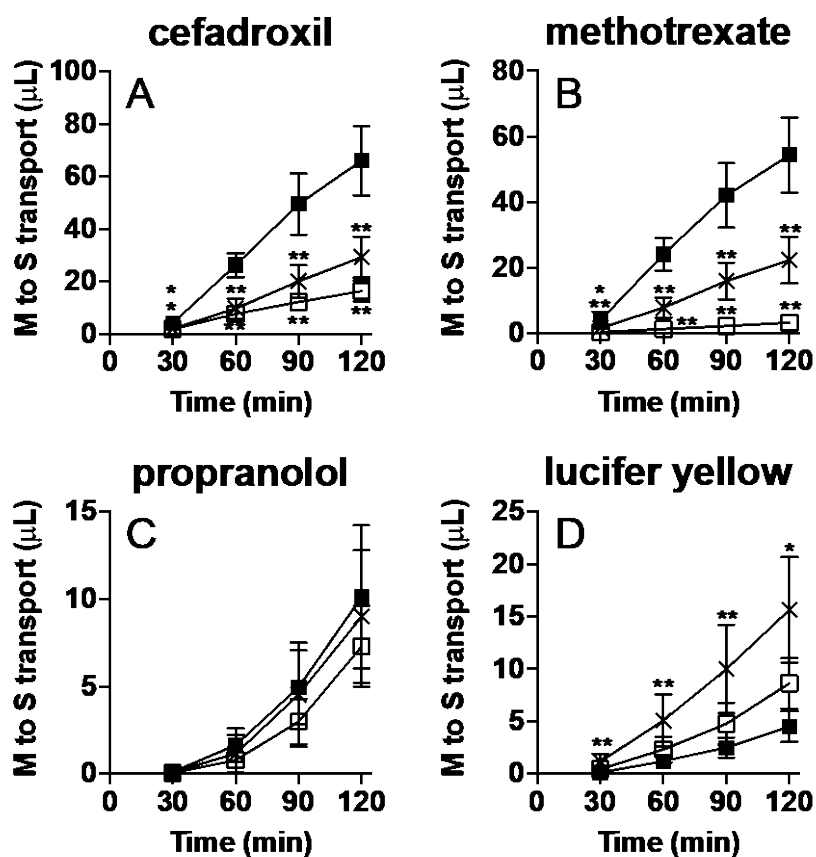 cefadroxil
A
M to S transport (μL)
100
80
60
40
20
0
* ** ** **
* ** ** **
0 30 60 90 120
Time (min)
methotrexate
B
M to S transport (μL)
80
60
40
20
0
* ** ** **
** ** ** **
0 30 60 90 120
Time (min)
propranolol
C
M to S transport (μL)
15
10
5
0
0 30 60 90 120
Time (min)
lucifer yellow
D
M to S transport (μL)
25
20
15
10
5
0
** ** ** *
0 30 60 90 120
Time (min)